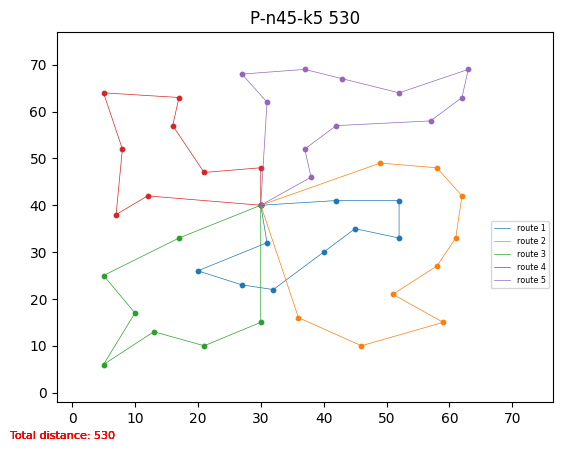 P-n45-k5 530
70
60
50
40
30
20
10
0
0 10 20 30 40 50 60 70
route 1
route 2
route 3
route 4
route 5
Total distance: 530